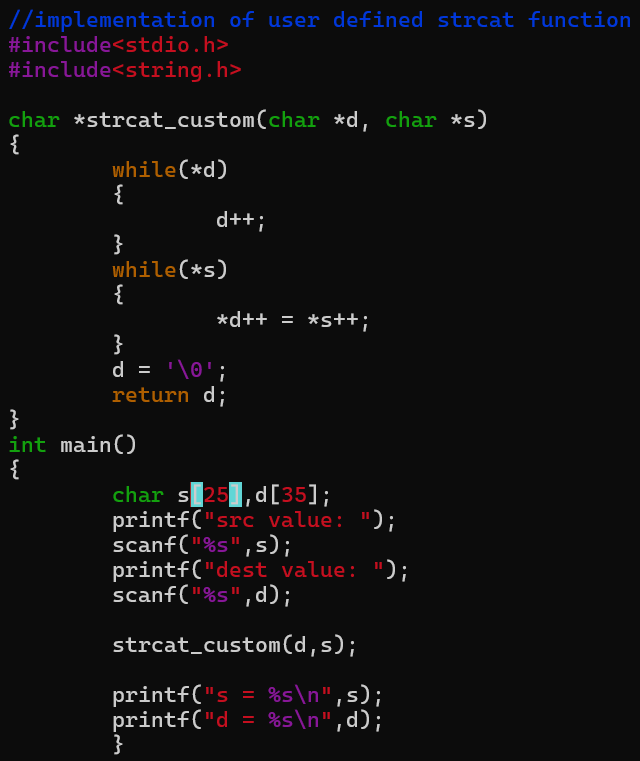 //implementation of user defined strcat function
#include<stdio.h>
#include<string.h>

char *strcat_custom(char *d, char *s)
{
        while(*d)
        {
                d++;
        }
        while(*s)
        {
                *d++ = *s++;
        }
        d = '\0';
        return d;
}
int main()
{
        char s[25],d[35];
        printf("src value: ");
        scanf("%s",s);
        printf("dest value: ");
        scanf("%s",d);

        strcat_custom(d,s);

        printf("s = %s\n",s);
        printf("d = %s\n",d);
        }